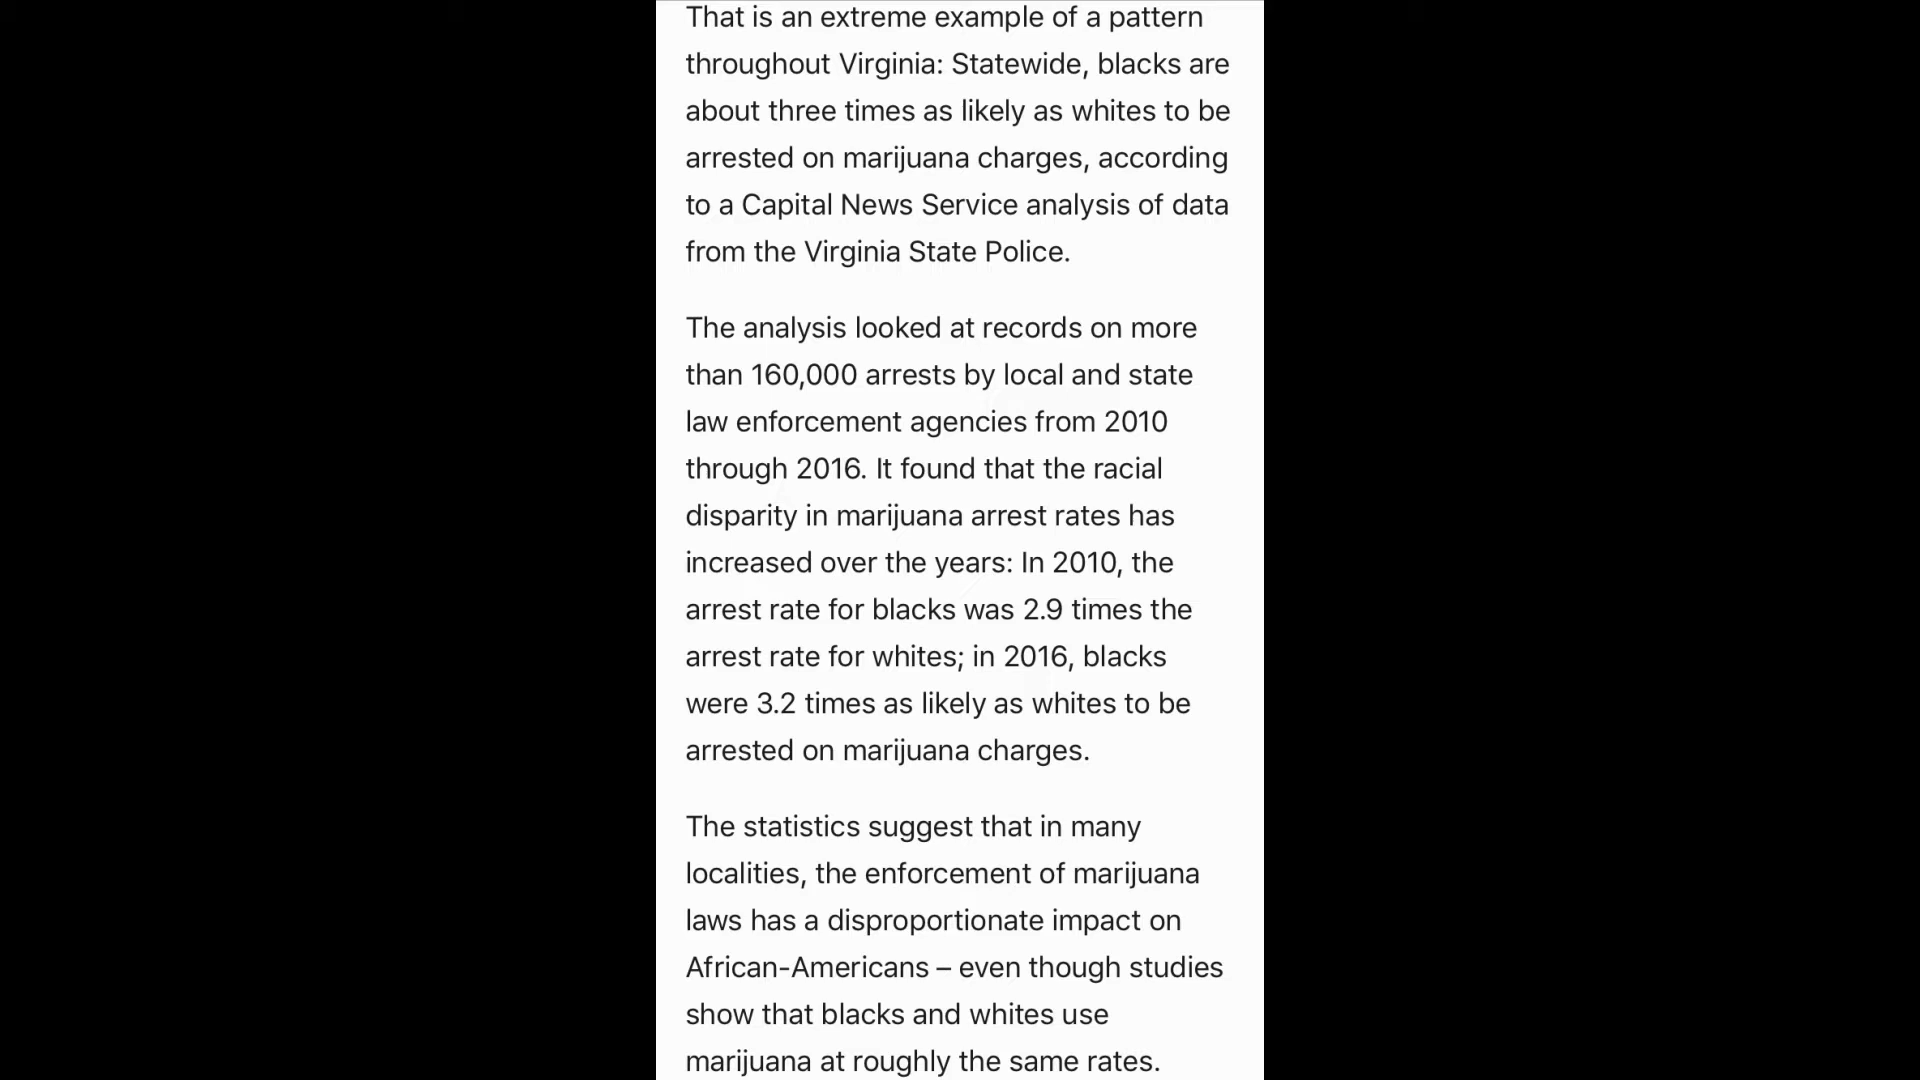 That is an extreme example of a pattern
throughout Virginia: Statewide, blacks are
about three times as likely as whites to be
arrested on marijuana charges, according
to a Capital News Service analysis of data
from the Virginia State Police.
The analysis looked at records on more
than 160,000 arrests by local and state
law enforcement agencies from 2010
through 2016. It found that the racial
disparity in marijuana arrest rates has
increased over the years: In 2010, the
arrest rate for blacks was 2.9 times the
arrest rate for whites; in 2016, blacks
were 3.2 times as likely as whites to be
arrested on marijuana charges.
The statistics suggest that in many
localities, the enforcement of marijuana
laws has a disproportionate impact on
African-Americans – even though studies
show that blacks and whites use
marijuana at roughly the same rates.